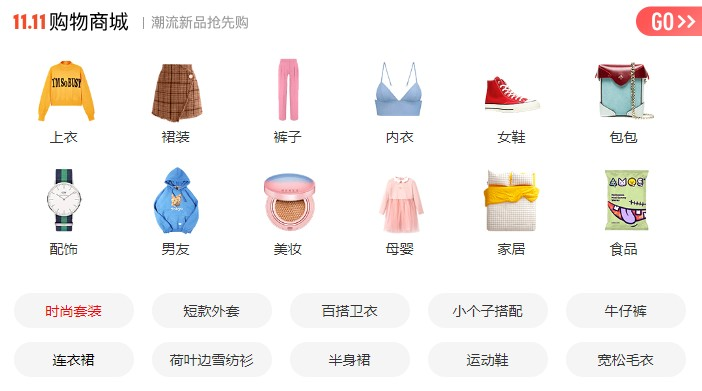 11.11购物商城 | 潮流新品抢先购
GO>>
I'M SO BUSY
上衣 裙装 裤子 内衣 女鞋 包包
配饰 男友 美妆 母婴 家居 食品
时尚套装 短款外套 百搭卫衣 小个子搭配 牛仔裤
连衣裙 荷叶边雪纺衫 半身裙 运动鞋 宽松毛衣